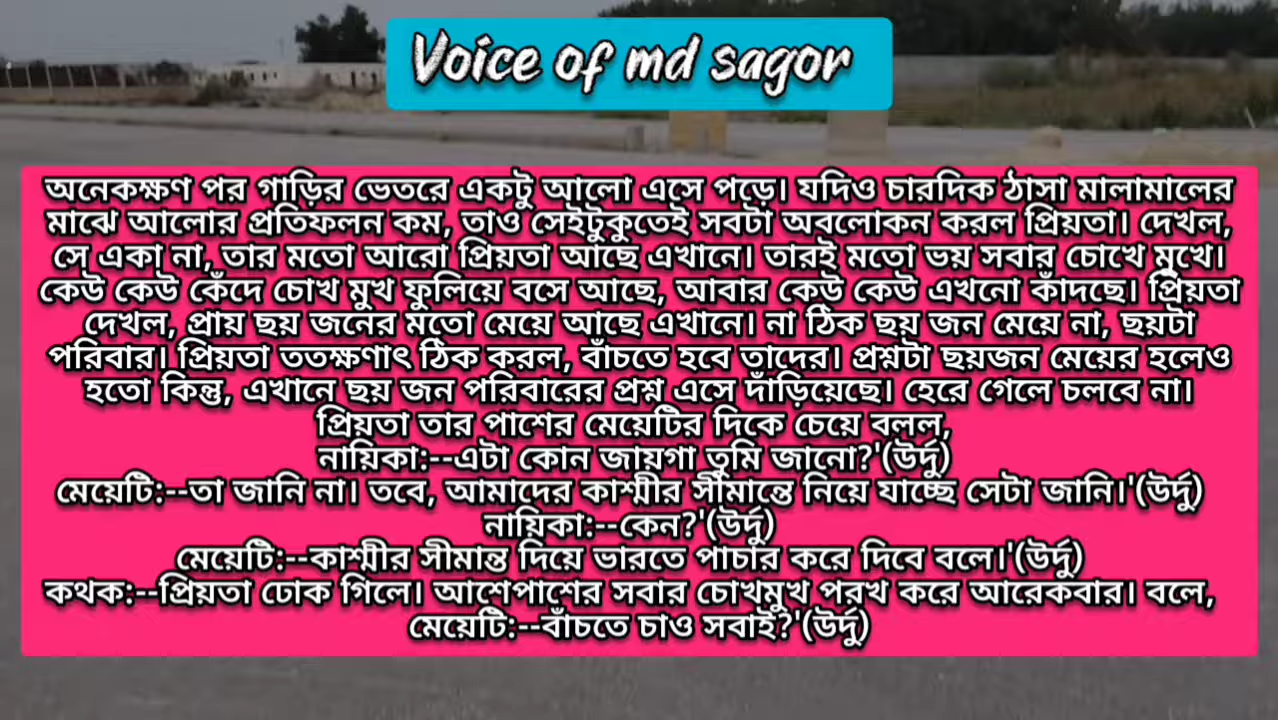 Voice of md sagor
অনেকক্ষণ পর গাড়ির ভেতরে একটু আলো এসে পড়ে। যদিও চারদিক ঠাসা মালামালের
মাঝে আলোর প্রতিফলন কম, তাও সেইটুকুতেই সবটা অবলোকন করল প্রিয়তা। দেখল,
সে একা না, তার মতো আরো প্রিয়তা আছে এখানে। তারই মতো ভয় সবার চোখে মুখে।
কেউ কেউ কেঁদে চোখ মুখ ফুলিয়ে বসে আছে, আবার কেউ কেউ এখনো কাঁদছে। প্রিয়তা
দেখল, প্রায় ছয় জনের মতো মেয়ে আছে এখানে। না ঠিক ছয় জন মেয়ে না, ছয়টা
পরিবার। প্রিয়তা ততক্ষণাৎ ঠিক করল, বাঁচতে হবে তাদের। প্রশ্নটা ছয়জন মেয়ের হলেও
হতো কিন্তু, এখানে ছয় জন পরিবারের প্রশ্ন এসে দাঁড়িয়েছে। হেরে গেলে চলবে না।
প্রিয়তা তার পাশের মেয়েটির দিকে চেয়ে বলল,
নায়িকা:--এটা কোন জায়গা তুমি জানো?'(উর্দু)
মেয়েটি:--তা জানি না। তবে, আমাদের কাশ্মীর সীমান্তে নিয়ে যাচ্ছে সেটা জানি।'(উর্দু)
নায়িকা:--কেন?'(উর্দু)
মেয়েটি:--কাশ্মীর সীমান্ত দিয়ে ভারতে পাচার করে দিবে বলে।'(উর্দু)
কথক:--প্রিয়তা ঢোক গিলে। আশেপাশের সবার চোখমুখ পরখ করে আরেকবার। বলে,
মেয়েটি:--বাঁচতে চাও সবাই?'(উর্দু)